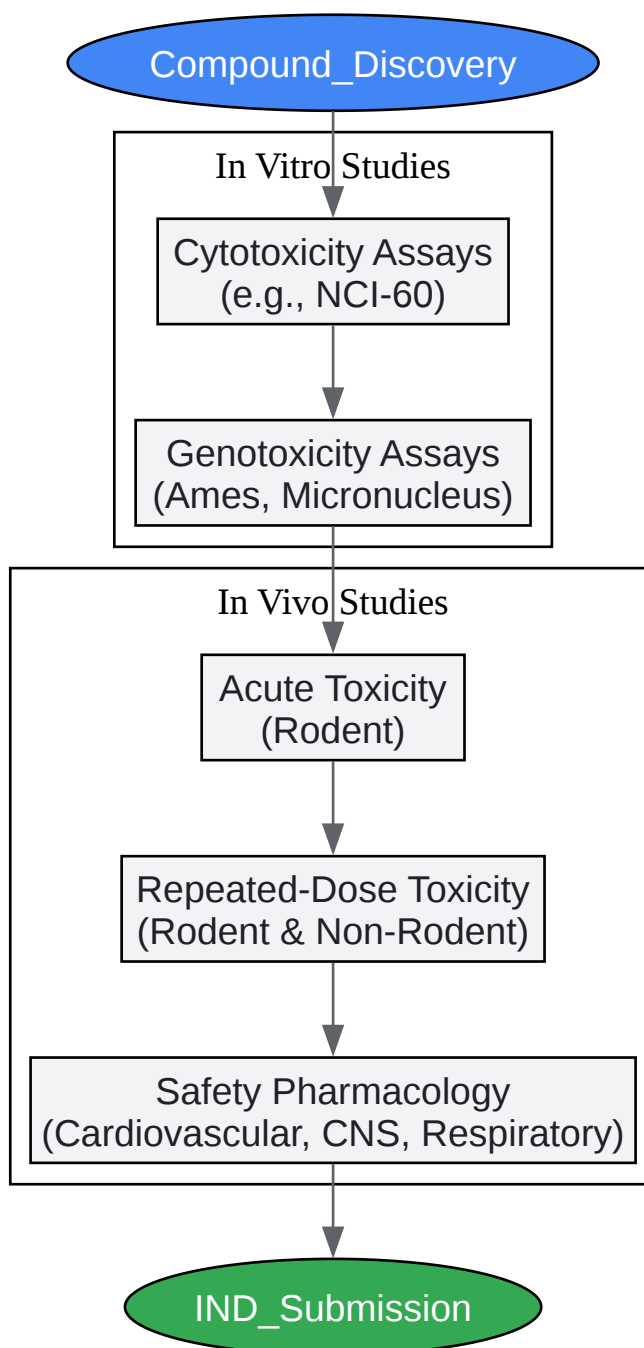 Compound_Discovery
In Vitro Studies
Cytotoxicity Assays
(e.g., NCI-60)
Genotoxicity Assays
(Ames, Micronucleus)
In Vivo Studies
Acute Toxicity
(Rodent)
Repeated-Dose Toxicity
(Rodent & Non-Rodent)
Safety Pharmacology
(Cardiovascular, CNS, Respiratory)
IND_Submission